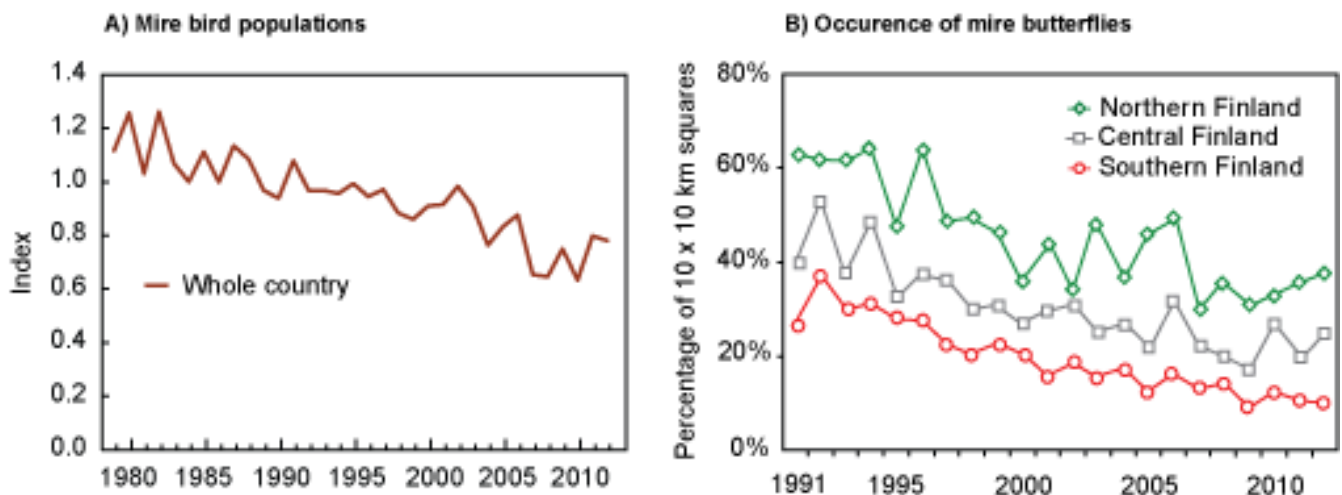 A) Mire bird populations
1.4
1.2
1.0
0.8
0.6
0.4
0.2
0.0
Index
Whole country
1980 1985 1990 1995 2000 2005 2010
B) Occurence of mire butterflies
80%
60%
40%
20%
0%
Percentage of 10 x 10 km squares
Northern Finland
Central Finland
Southern Finland
1991 1995 2000 2005 2010